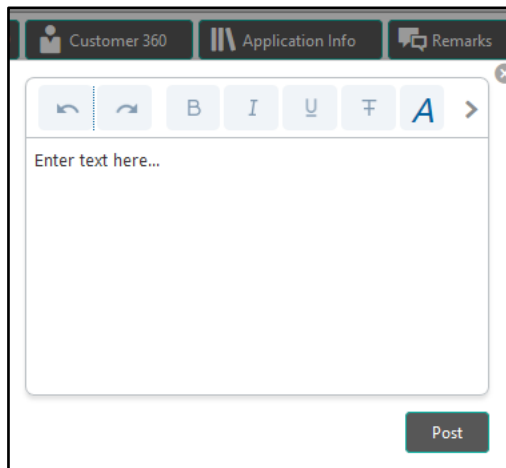 Customer 360 Application Info Remarks
B I U T A
Enter text here...
Post